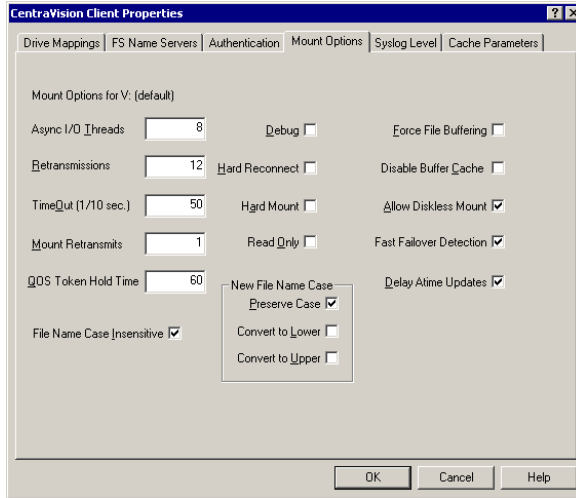 CentraVision Client Properties
Drive Mappings FS Name Servers Authentication Mount Options Syslog Level Cache Parameters
Mount Options for V: (default)
Async I/O Threads 8 Debug Force File Buffering
Retransmissions 12 Hard Reconnect Disable Buffer Cache
TimeOut (1/10 sec.) 50 Hard Mount Allow Diskless Mount
Mount Retransmits 1 Read Only Fast Failover Detection
QOS Token Hold Time 60 New File Name Case Delay Atime Updates
Preserve Case
File Name Case Insensitive Convert to Lower
Convert to Upper
OK Cancel Help